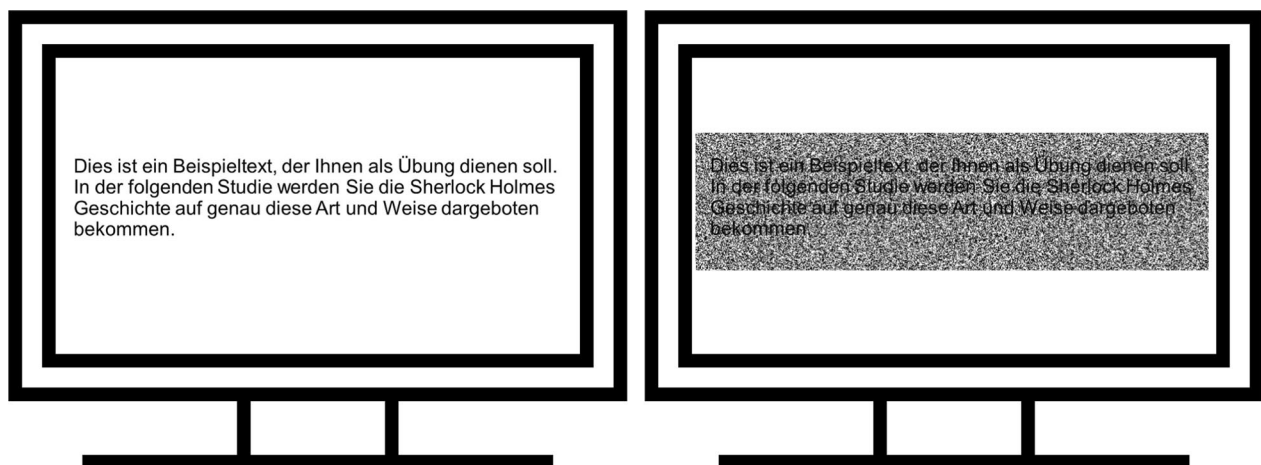 Dies ist ein Beispieltext, der Ihnen als Übung dienen soll.
In der folgenden Studie werden Sie die Sherlock Holmes
Geschichte auf genau diese Art und Weise dargeboten
bekommen.
Dies ist ein Beispieltext, der Ihnen als Übung dienen soll.
In der folgenden Studie werden Sie die Sherlock Holmes
Geschichte auf genau diese Art und Weise dargeboten
bekommen.